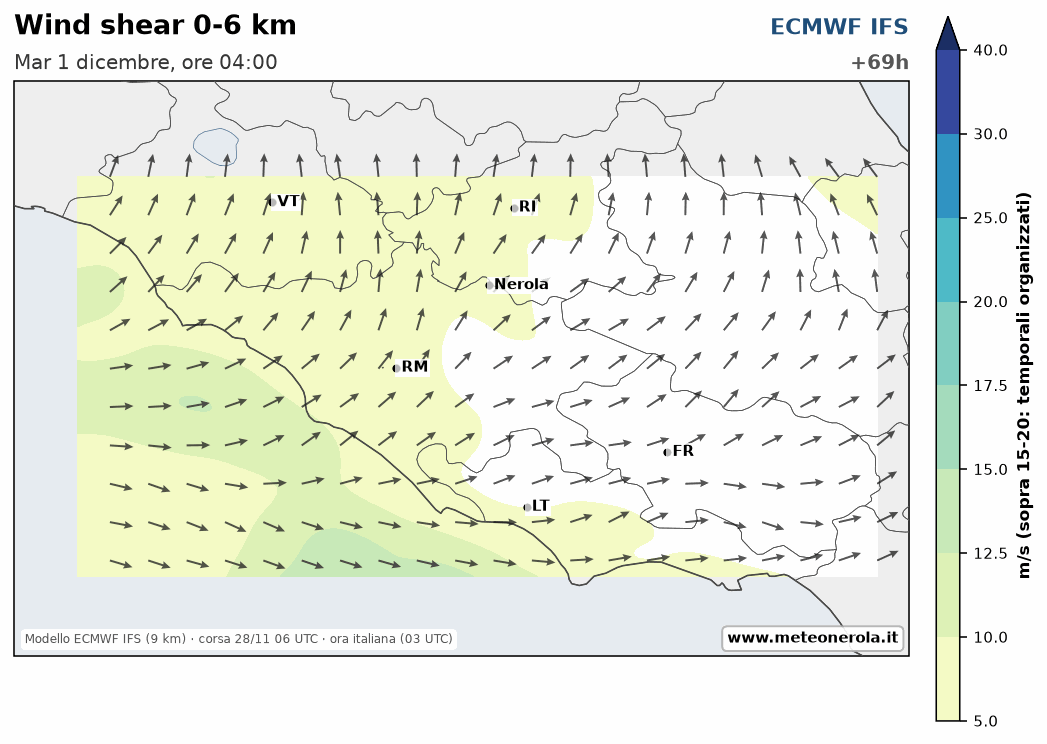 Wind shear 0-6 km
ECMWF IFS
Mar 1 dicembre, ore 04:00
+69h
VT
RI
Nerola
RM
FR
LT
Modello ECMWF IFS (9 km) · corsa 28/11 06 UTC · ora italiana (03 UTC)
www.meteonerola.it
40.0
30.0
25.0
20.0
17.5
15.0
12.5
10.0
5.0
m/s (sopra 15-20: temporali organizzati)